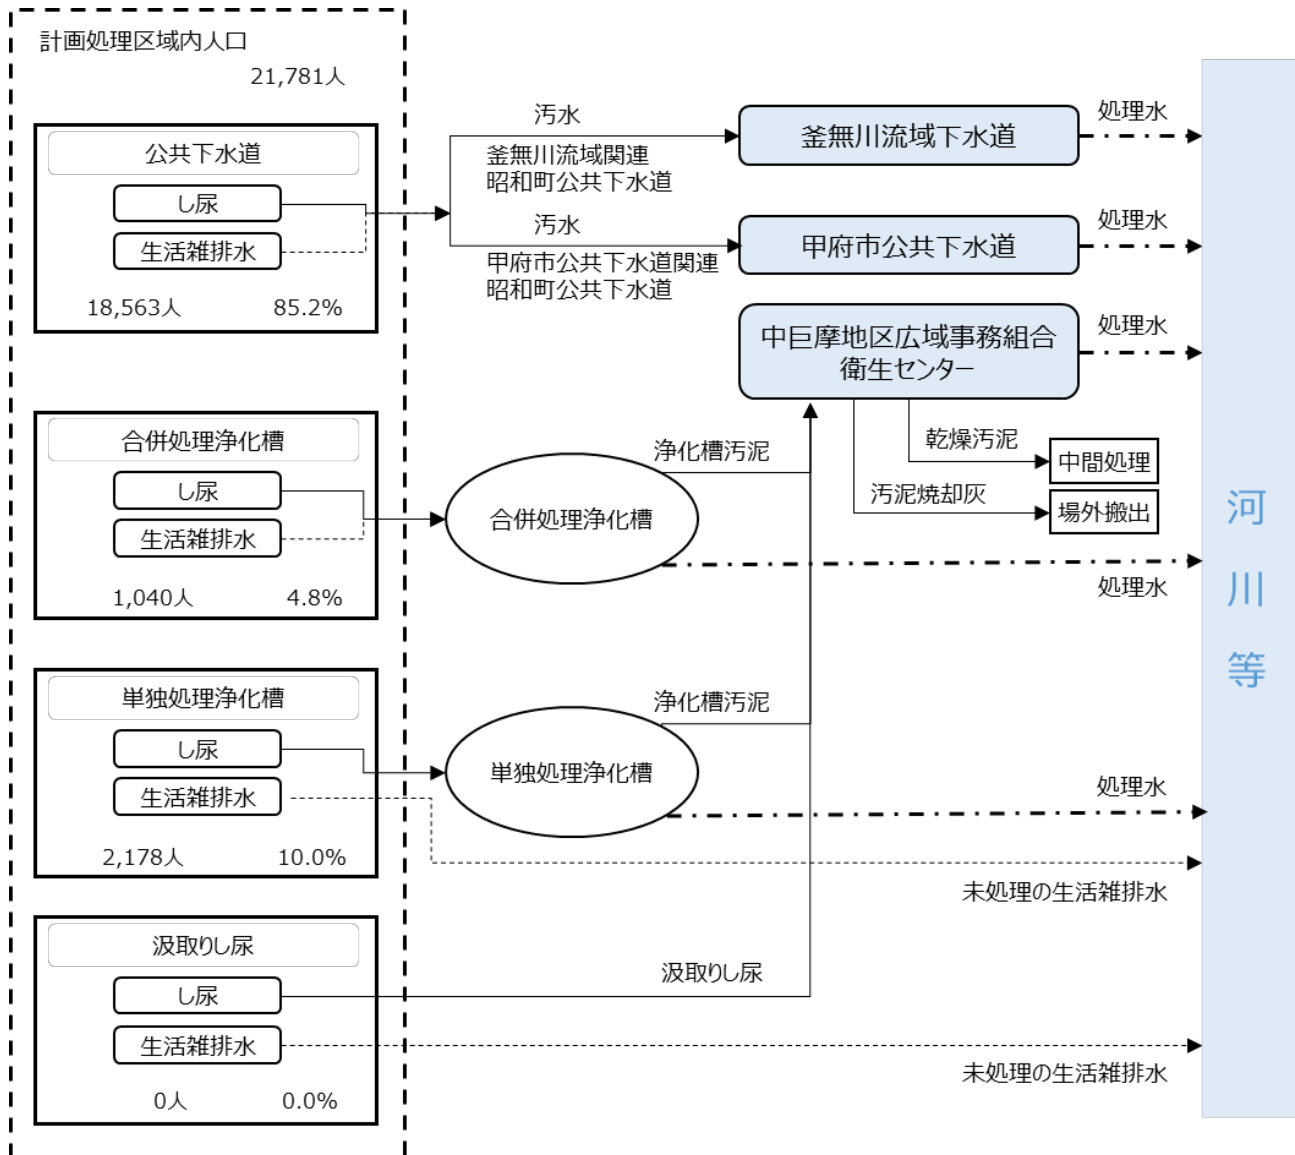 計画処理区域内人口
21,781人
公共下水道
し尿
生活雑排水
18,563人 85.2%
汚水
釜無川流域関連
昭和町公共下水道
汚水
甲府市公共下水道関連
昭和町公共下水道
釜無川流域下水道
処理水
甲府市公共下水道
処理水
中巨摩地区広域事務組合
衛生センター
処理水
乾燥汚泥
中間処理
汚泥焼却灰
場外搬出
合併処理浄化槽
し尿
生活雑排水
1,040人 4.8%
合併処理浄化槽
浄化槽汚泥
処理水
単独処理浄化槽
し尿
生活雑排水
2,178人 10.0%
単独処理浄化槽
浄化槽汚泥
処理水
未処理の生活雑排水
汲取りし尿
し尿
生活雑排水
0人 0.0%
汲取りし尿
未処理の生活雑排水
河川等